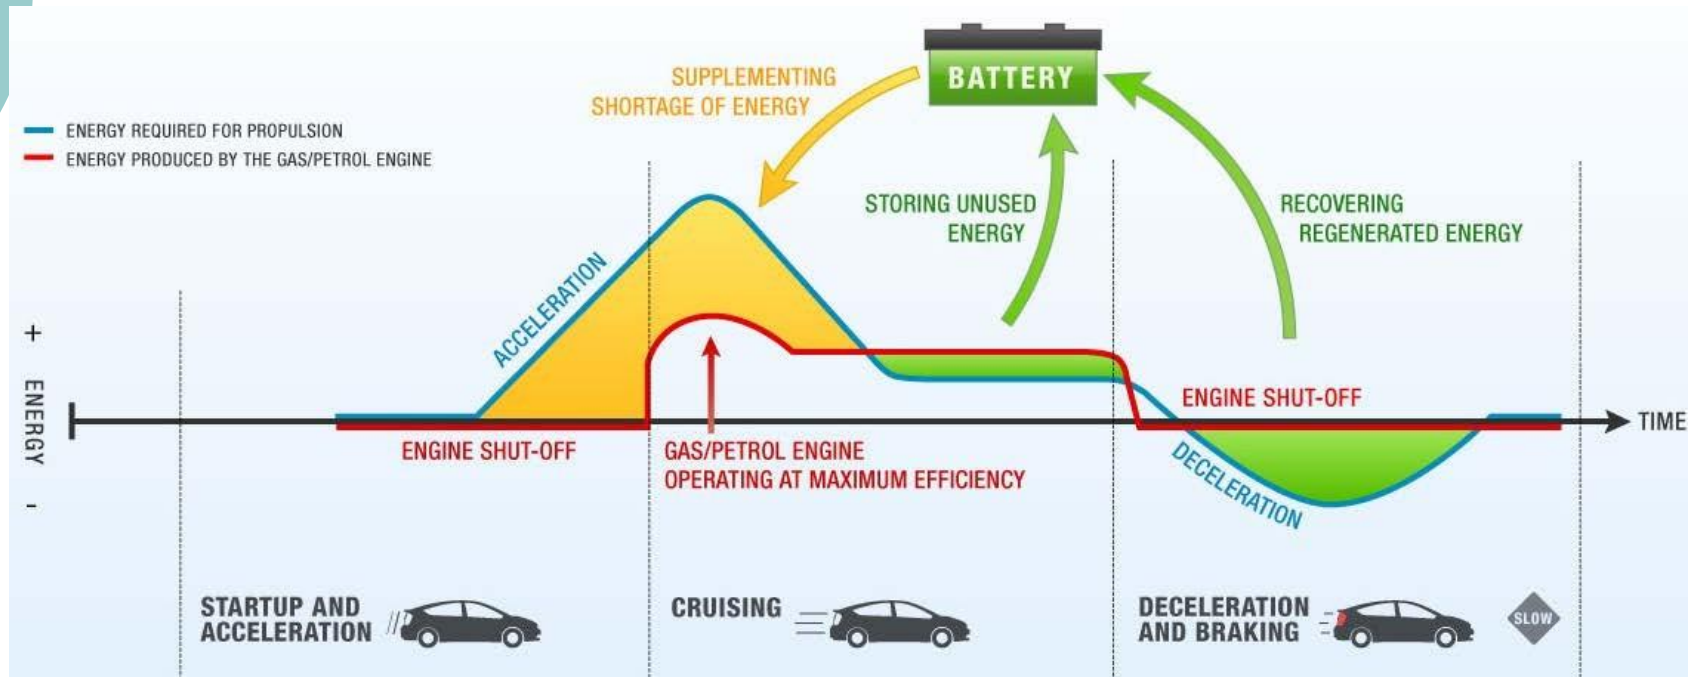 BATTERY
SUPPLEMENTING
SHORTAGE OF ENERGY
ENERGY REQUIRED FOR PROPULSION
ENERGY PRODUCED BY THE GAS/PETROL ENGINE
STORING UNUSED
ENERGY
RECOVERING
REGENERATED ENERGY
ACCELERATION
+
ENERGY
-
ENGINE SHUT-OFF
TIME
ENGINE SHUT-OFF
GAS/PETROL ENGINE
OPERATING AT MAXIMUM EFFICIENCY
DECELERATION
STARTUP AND
ACCELERATION
CRUISING
DECELERATION
AND BRAKING
SLOW